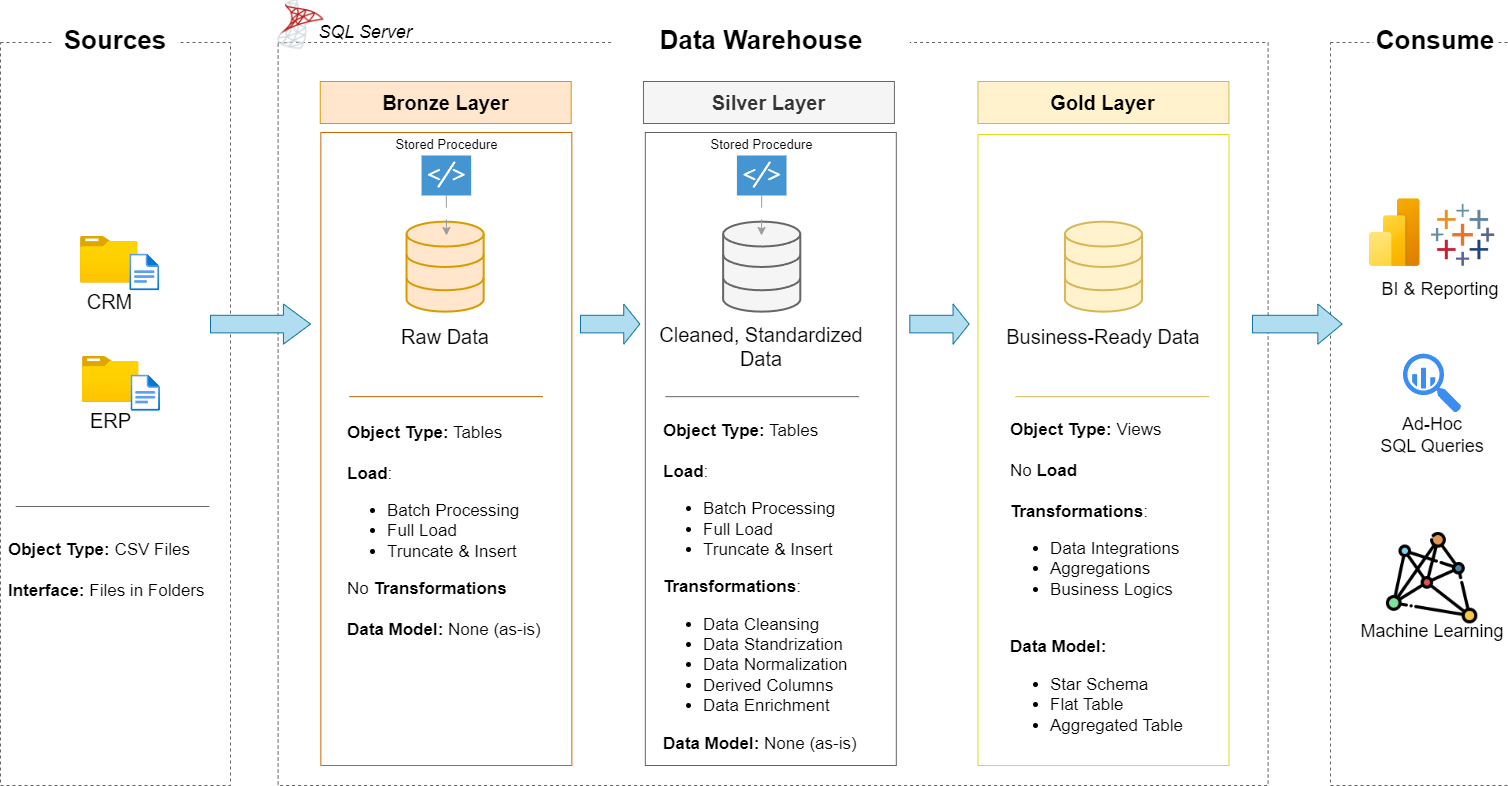 Sources
CRM
ERP
Object Type: CSV Files
Interface: Files in Folders
SQL Server
Data Warehouse
Bronze Layer
Stored Procedure
</>
Raw Data
Object Type: Tables
Load:
• Batch Processing
• Full Load
• Truncate & Insert
No Transformations
Data Model: None (as-is)
Silver Layer
Stored Procedure
</>
Cleaned, Standardized
Data
Object Type: Tables
Load:
• Batch Processing
• Full Load
• Truncate & Insert
Transformations:
• Data Cleansing
• Data Standrization
• Data Normalization
• Derived Columns
• Data Enrichment
Data Model: None (as-is)
Gold Layer
Business-Ready Data
Object Type: Views
No Load
Transformations:
• Data Integrations
• Aggregations
• Business Logics
Data Model:
• Star Schema
• Flat Table
• Aggregated Table
Consume
BI & Reporting
Ad-Hoc
SQL Queries
Machine Learning